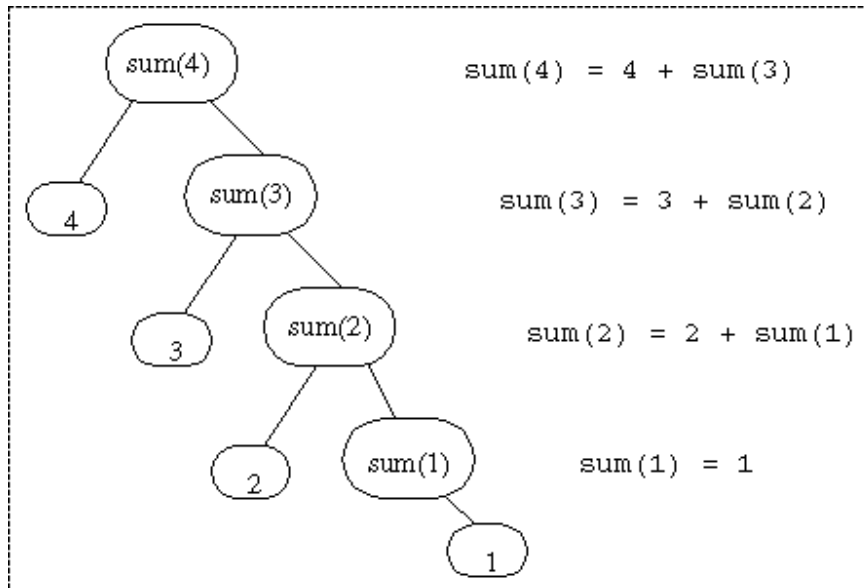 sum(4)
sum(4) = 4 + sum(3)
4
sum(3)
sum(3) = 3 + sum(2)
3
sum(2)
sum(2) = 2 + sum(1)
2
sum(1)
sum(1) = 1
1